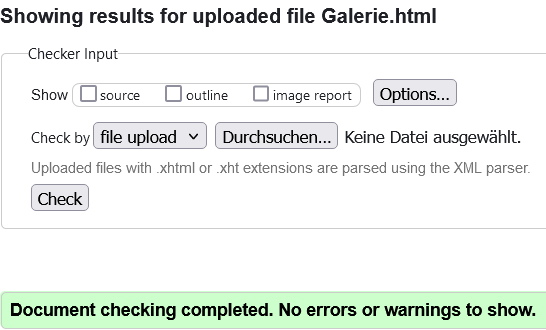 Showing results for uploaded file Galerie.html
Checker Input
Show source outline image report Options...
Check by file upload Durchsuchen... Keine Datei ausgewählt.
Uploaded files with .xhtml or .xht extensions are parsed using the XML parser.
Check
Document checking completed. No errors or warnings to show.